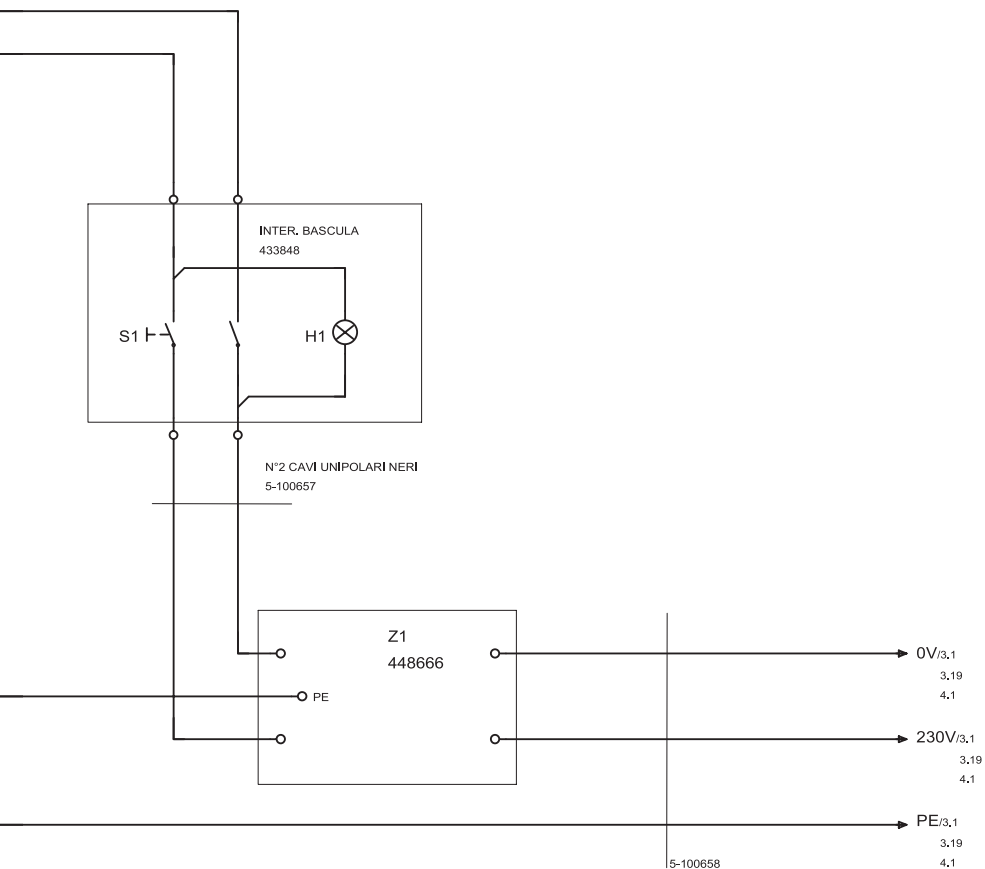 INTER. BASCULA
433848
S1
H1
N°2 CAVI UNIPOLARI NERI
5-100657
Z1
448666
PE
0V/3.1
3.19
4.1
230V/3.1
3.19
4.1
PE/3.1
3.19
4.1
5-100658